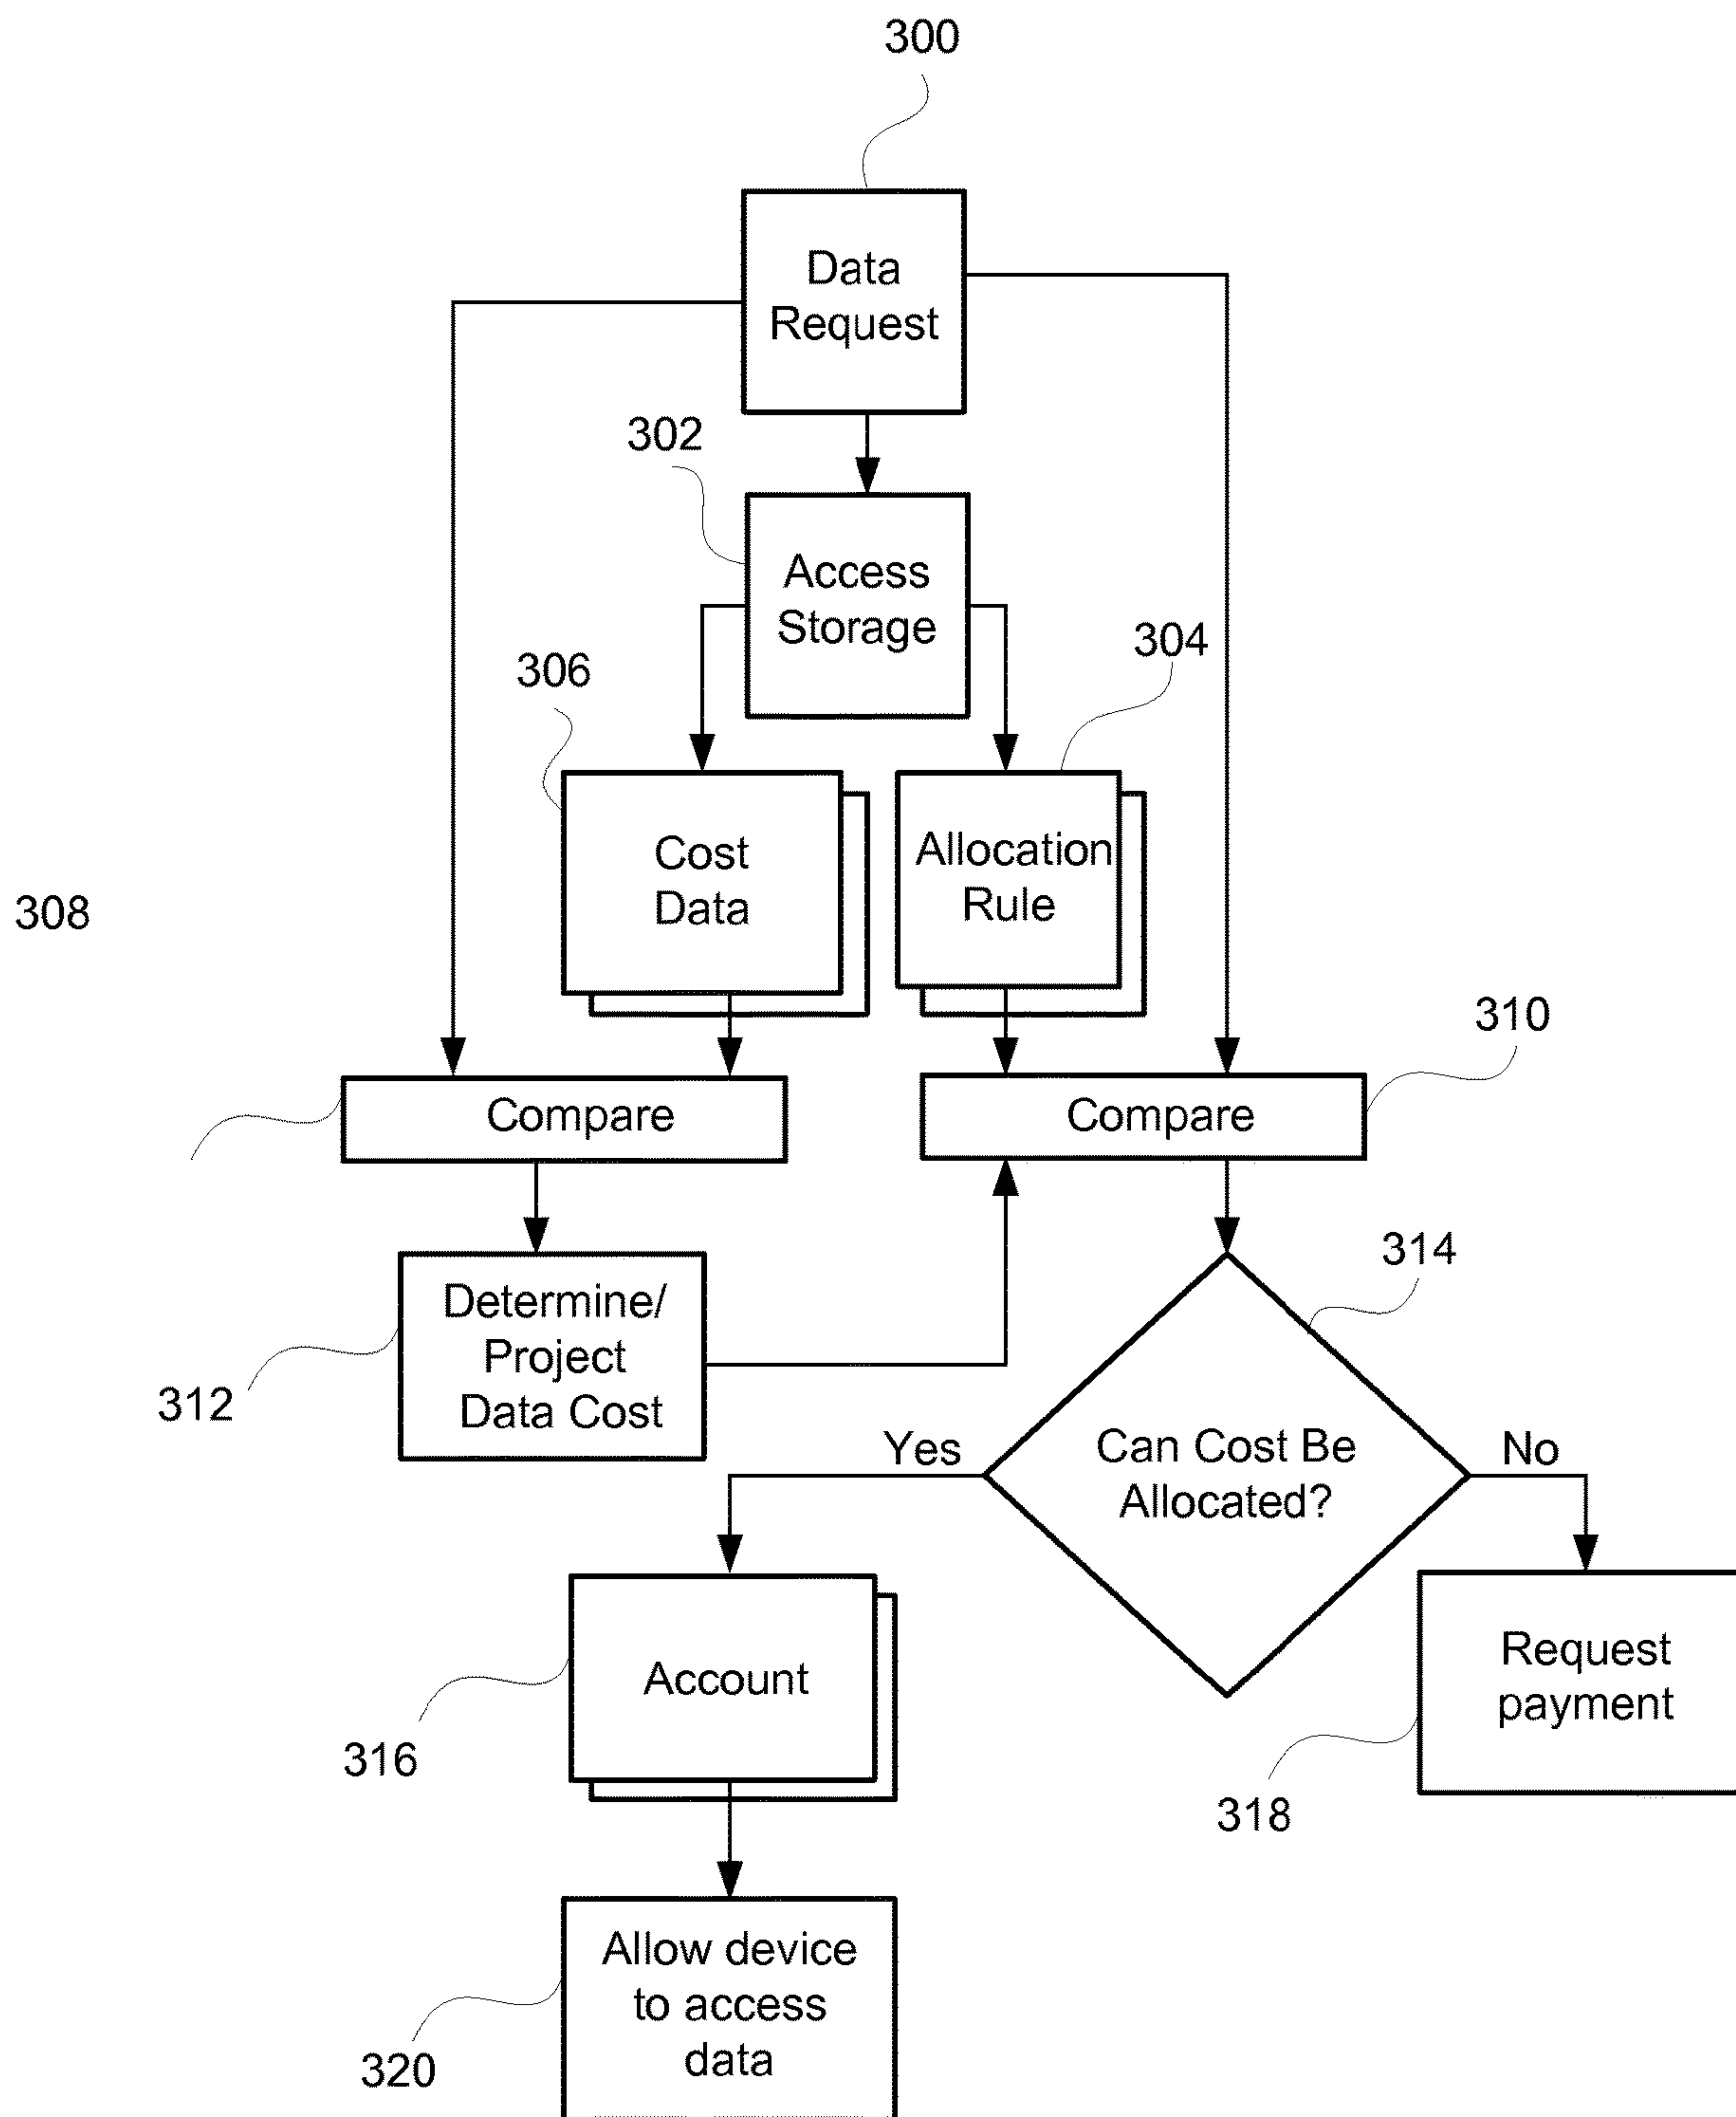 300
Data
Request
302
Access
Storage
304
306
Cost
Data
Allocation
Rule
308
310
Compare
Compare
314
Determine/
Project
Data Cost
312
Yes
No
Can Cost Be
Allocated?
Account
Request
payment
316
318
Allow device
to access
data
320